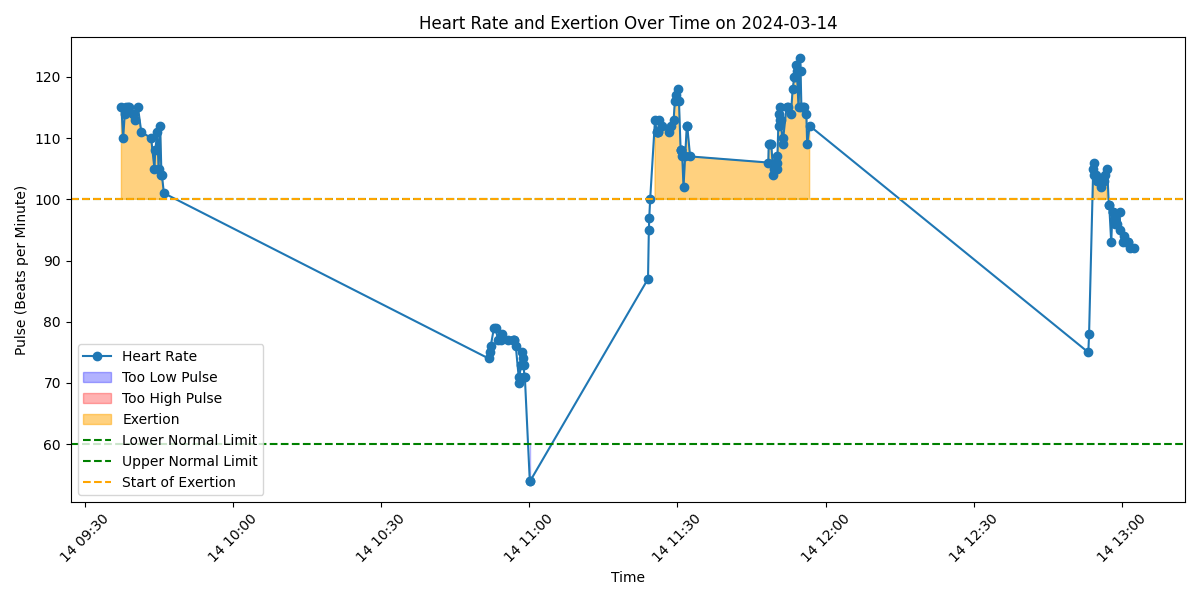 Heart Rate and Exertion Over Time on 2024-03-14
Pulse (Beats per Minute)
120
110
100
90
80
70
60
Heart Rate
Too Low Pulse
Too High Pulse
Exertion
Lower Normal Limit
Upper Normal Limit
Start of Exertion
14 09:30
14 10:00
14 10:30
14 11:00
14 11:30
14 12:00
14 12:30
14 13:00
Time